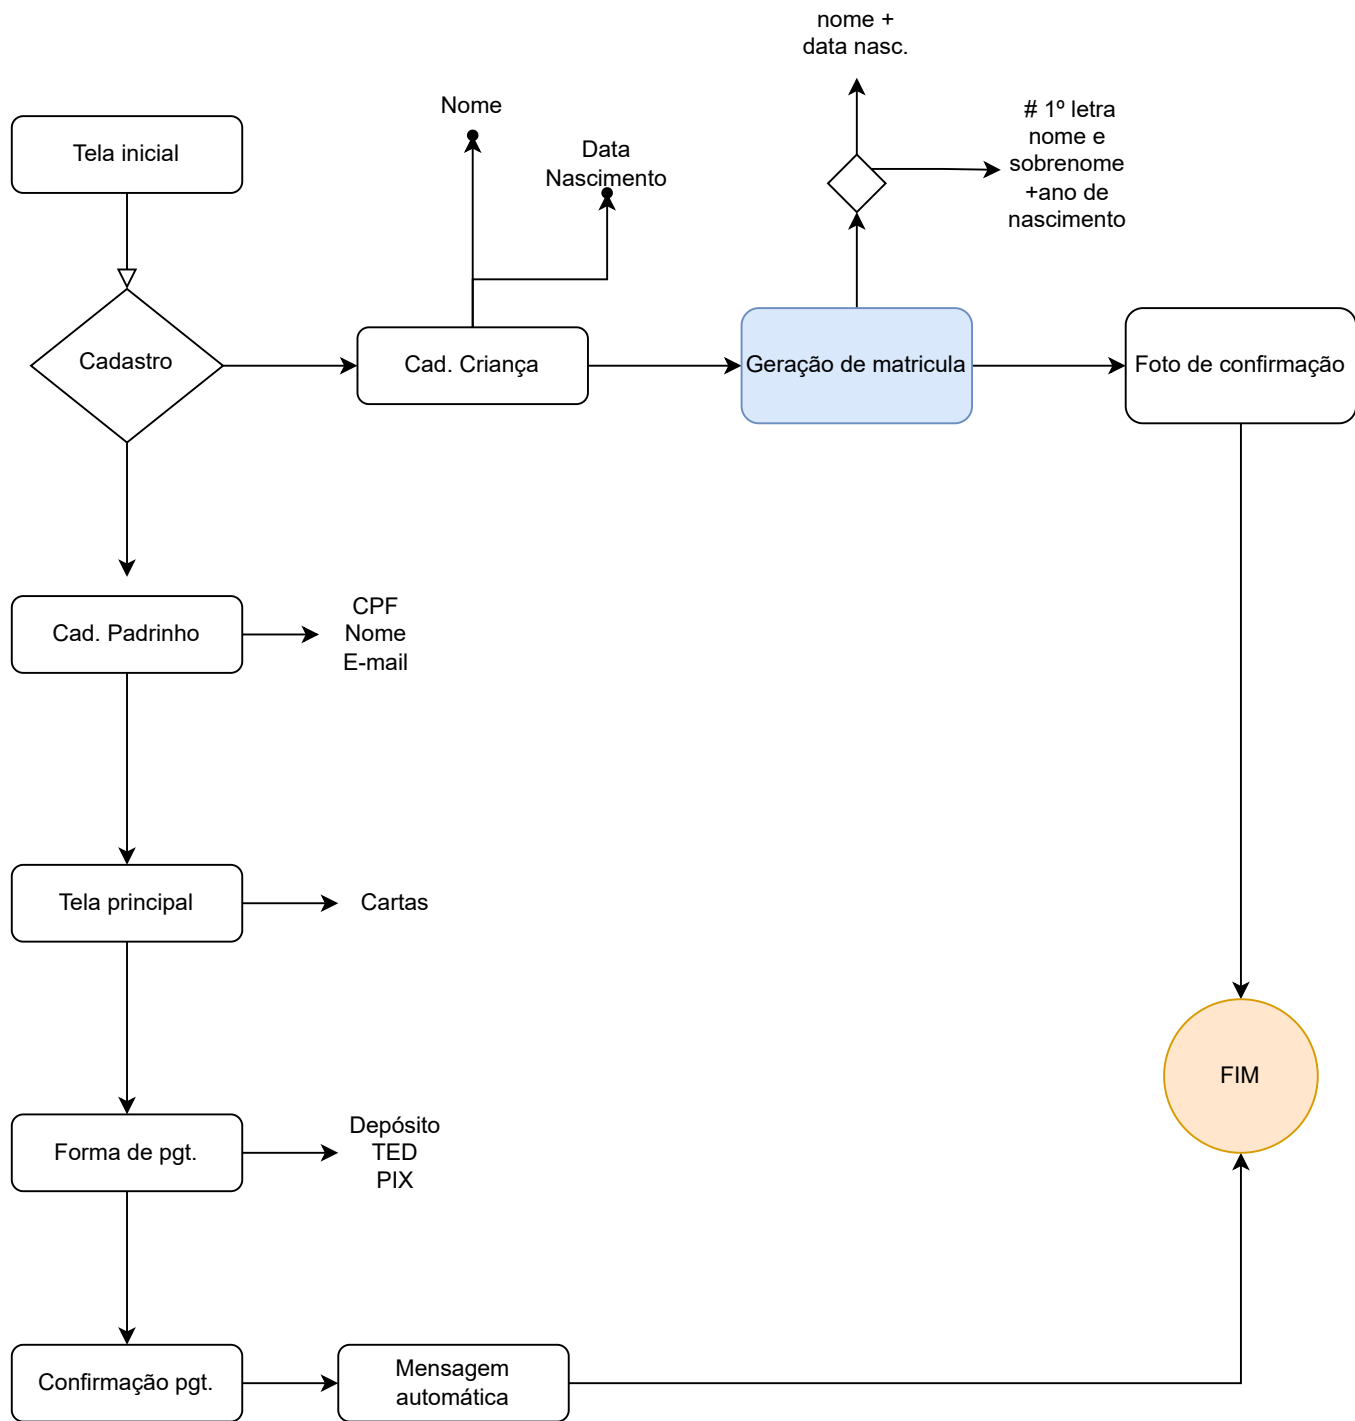 nome +
data nasc.
Nome
# 1º letra
nome e
sobrenome
+ano de
nascimento
Tela inicial
Data
Nascimento
Cadastro
Cad. Criança
Geração de matricula
Foto de confirmação
Cad. Padrinho
CPF
Nome
E-mail
Tela principal
Cartas
FIM
Forma de pgt.
Depósito
TED
PIX
Confirmação pgt.
Mensagem
automática